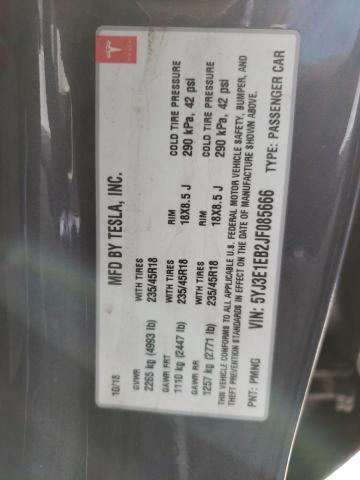 TESLA
MFD BY TESLA, INC.
10/18
GVWR
2265 kg (4993 lb)
WITH TIRES
235/45R18
RIM
18X8.5 J
COLD TIRE PRESSURE
290 kPa, 42 psi
GAWR FRT
1110 kg (2447 lb)
WITH TIRES
235/45R18
RIM
18X8.5 J
COLD TIRE PRESSURE
290 kPa, 42 psi
GAWR RR
1257 kg (2771 lb)
THIS VEHICLE CONFORMS TO ALL APPLICABLE U.S. FEDERAL MOTOR VEHICLE SAFETY, BUMPER, AND
THEFT PREVENTION STANDARDS IN EFFECT ON THE DATE OF MANUFACTURE SHOWN ABOVE.
PNT: PMNG VIN: 5YJ3E1EB2JF085666 TYPE: PASSENGER CAR